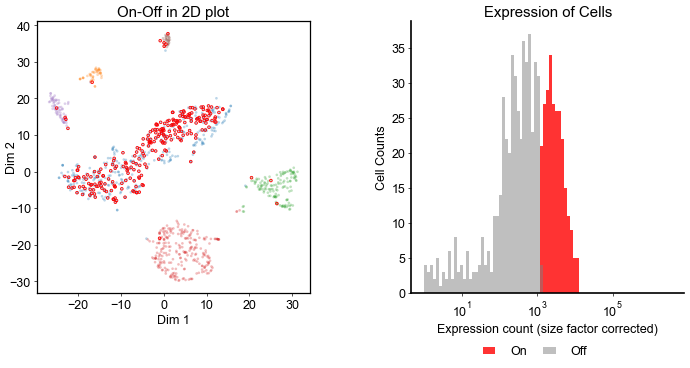 On-Off in 2D plot
40
30
20
10
0
−10
−20
−30
Dim 2
−20 −10 0 10 20 30
Dim 1
Expression of Cells
35
30
25
20
15
10
5
0
Cell Counts
10^1 10^3 10^5
Expression count (size factor corrected)
On Off